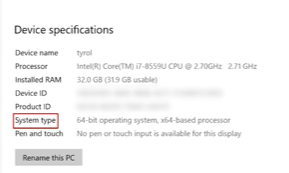 Device specifications
Device name tyrol
Processor Intel(R) Core(TM) i7-8559U CPU @ 2.70GHz 2.71 GHz
Installed RAM 32.0 GB (31.9 GB usable)
Device ID
Product ID
System type 64-bit operating system, x64-based processor
Pen and touch No pen or touch input is available for this display
Rename this PC